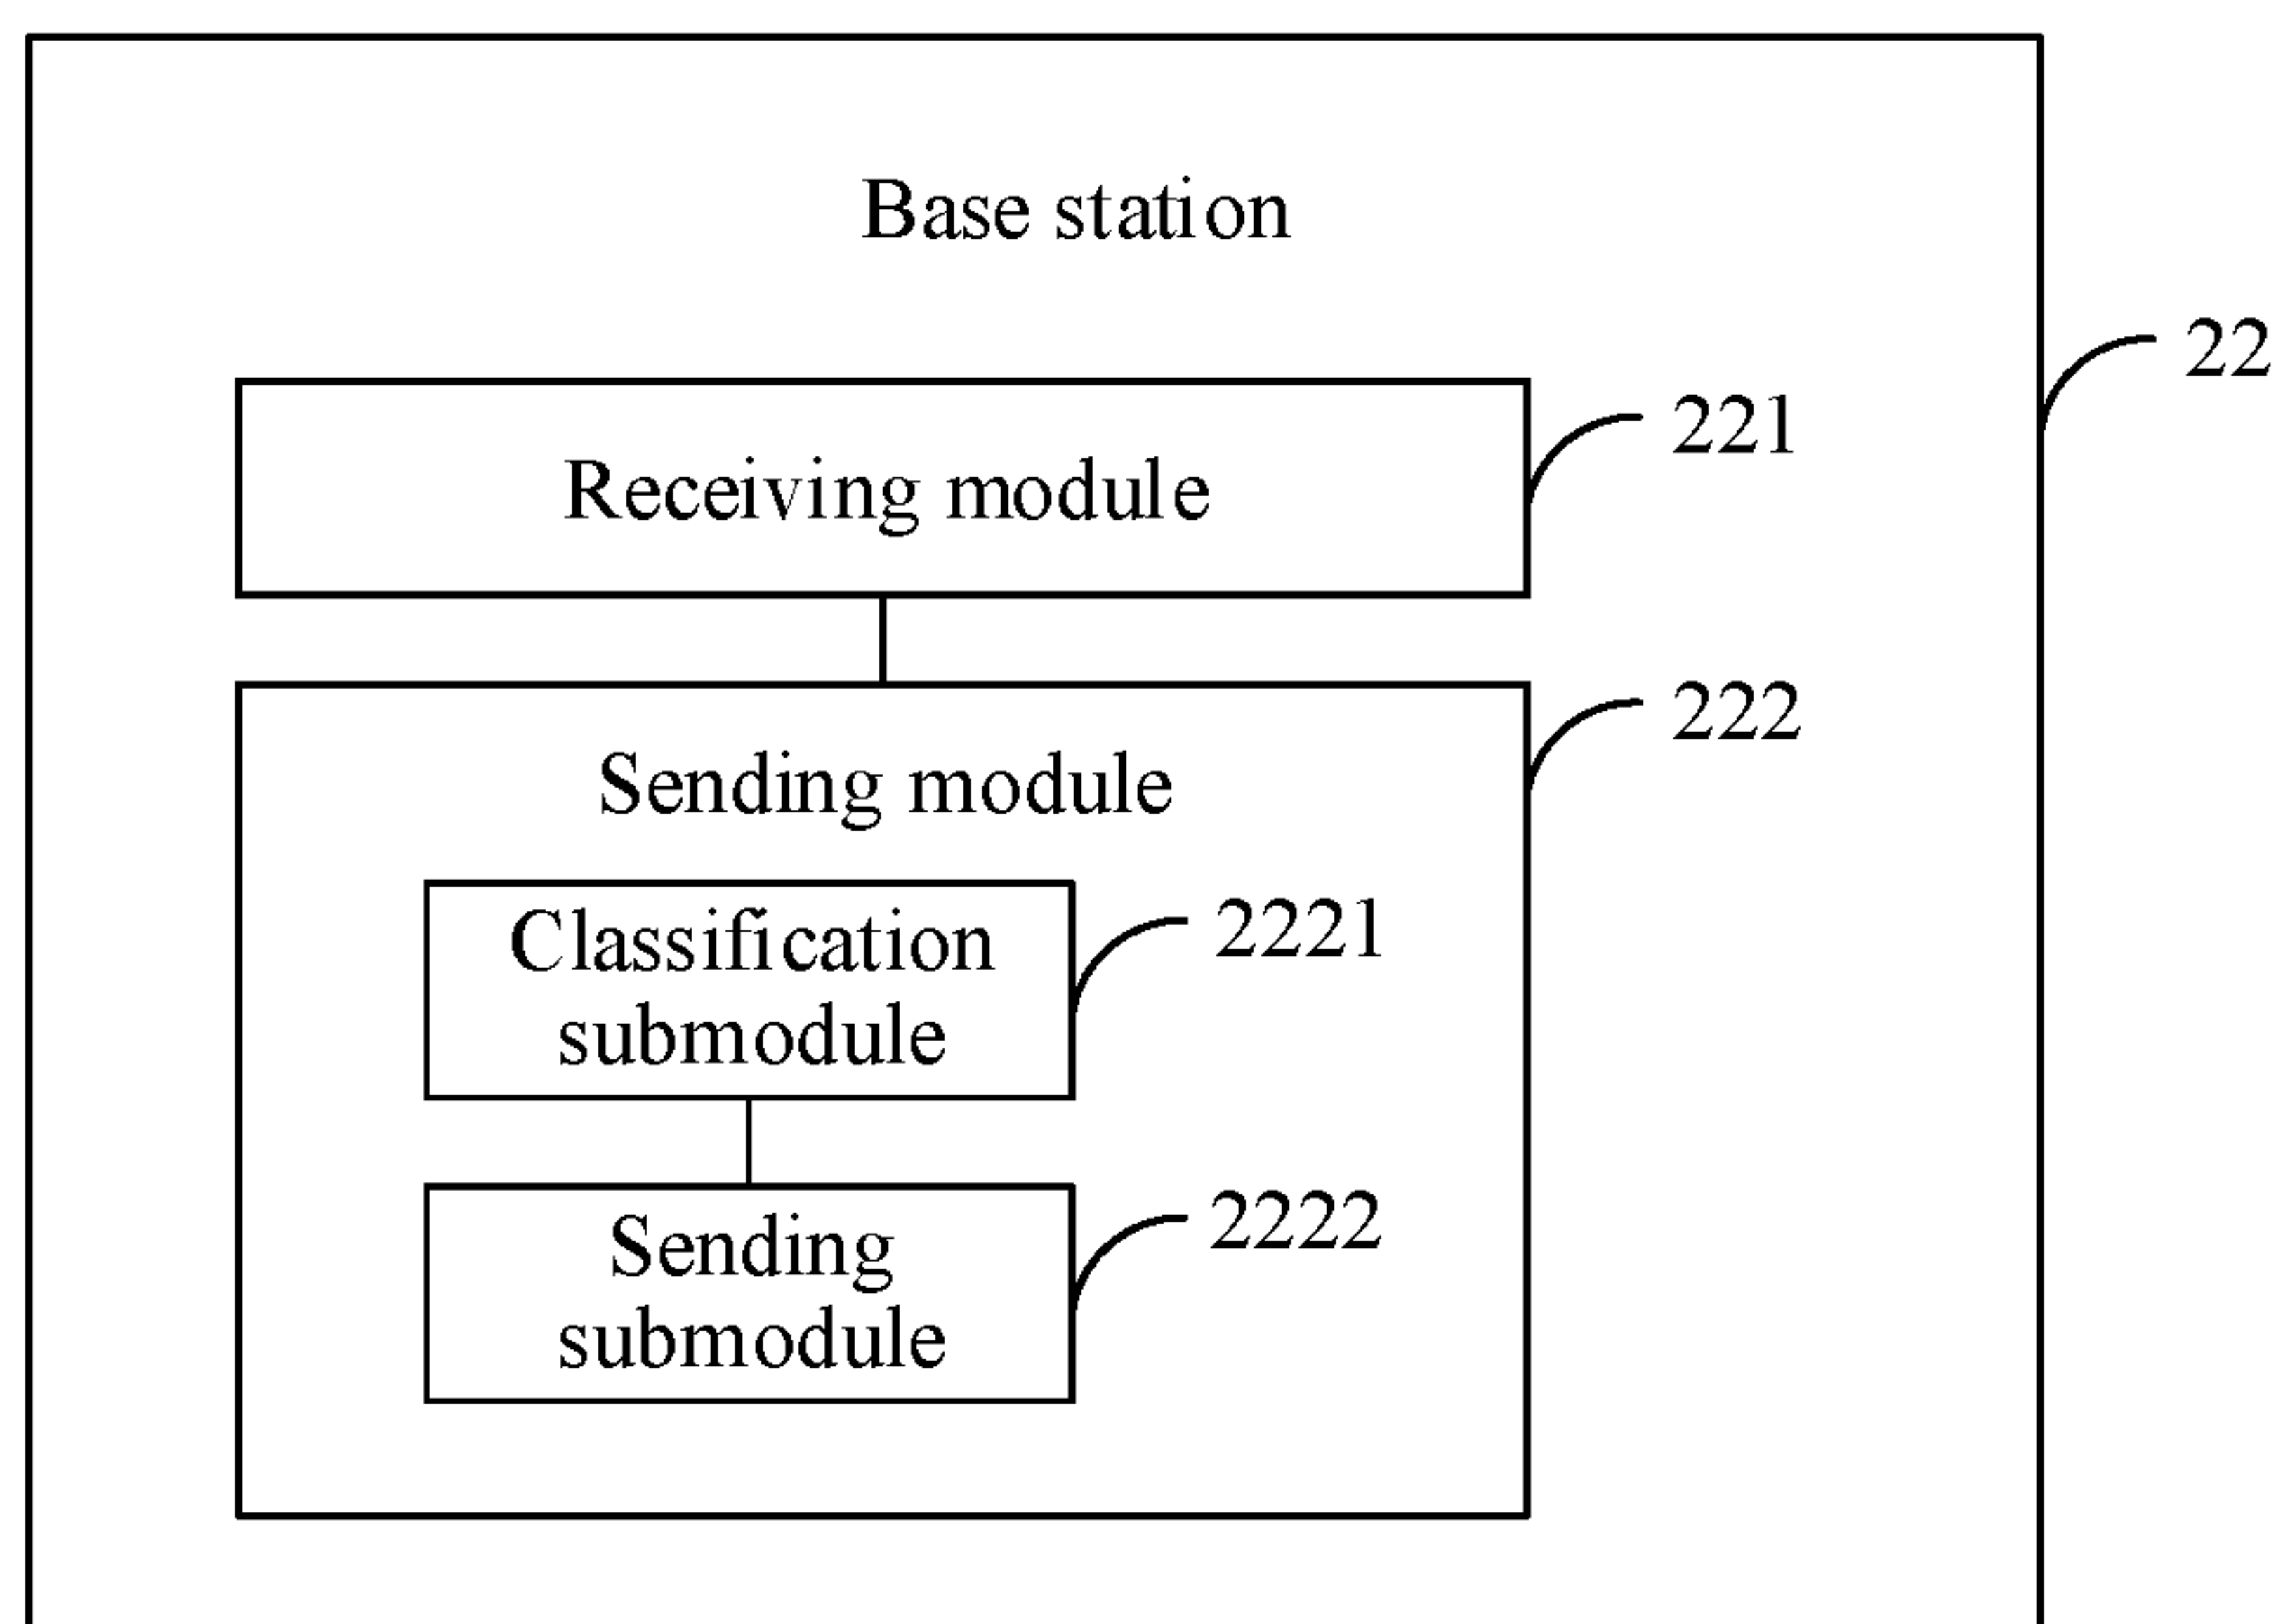 Base station
22
Receiving module
221
Sending module
222
Classification
submodule
2221
Sending
submodule
2222